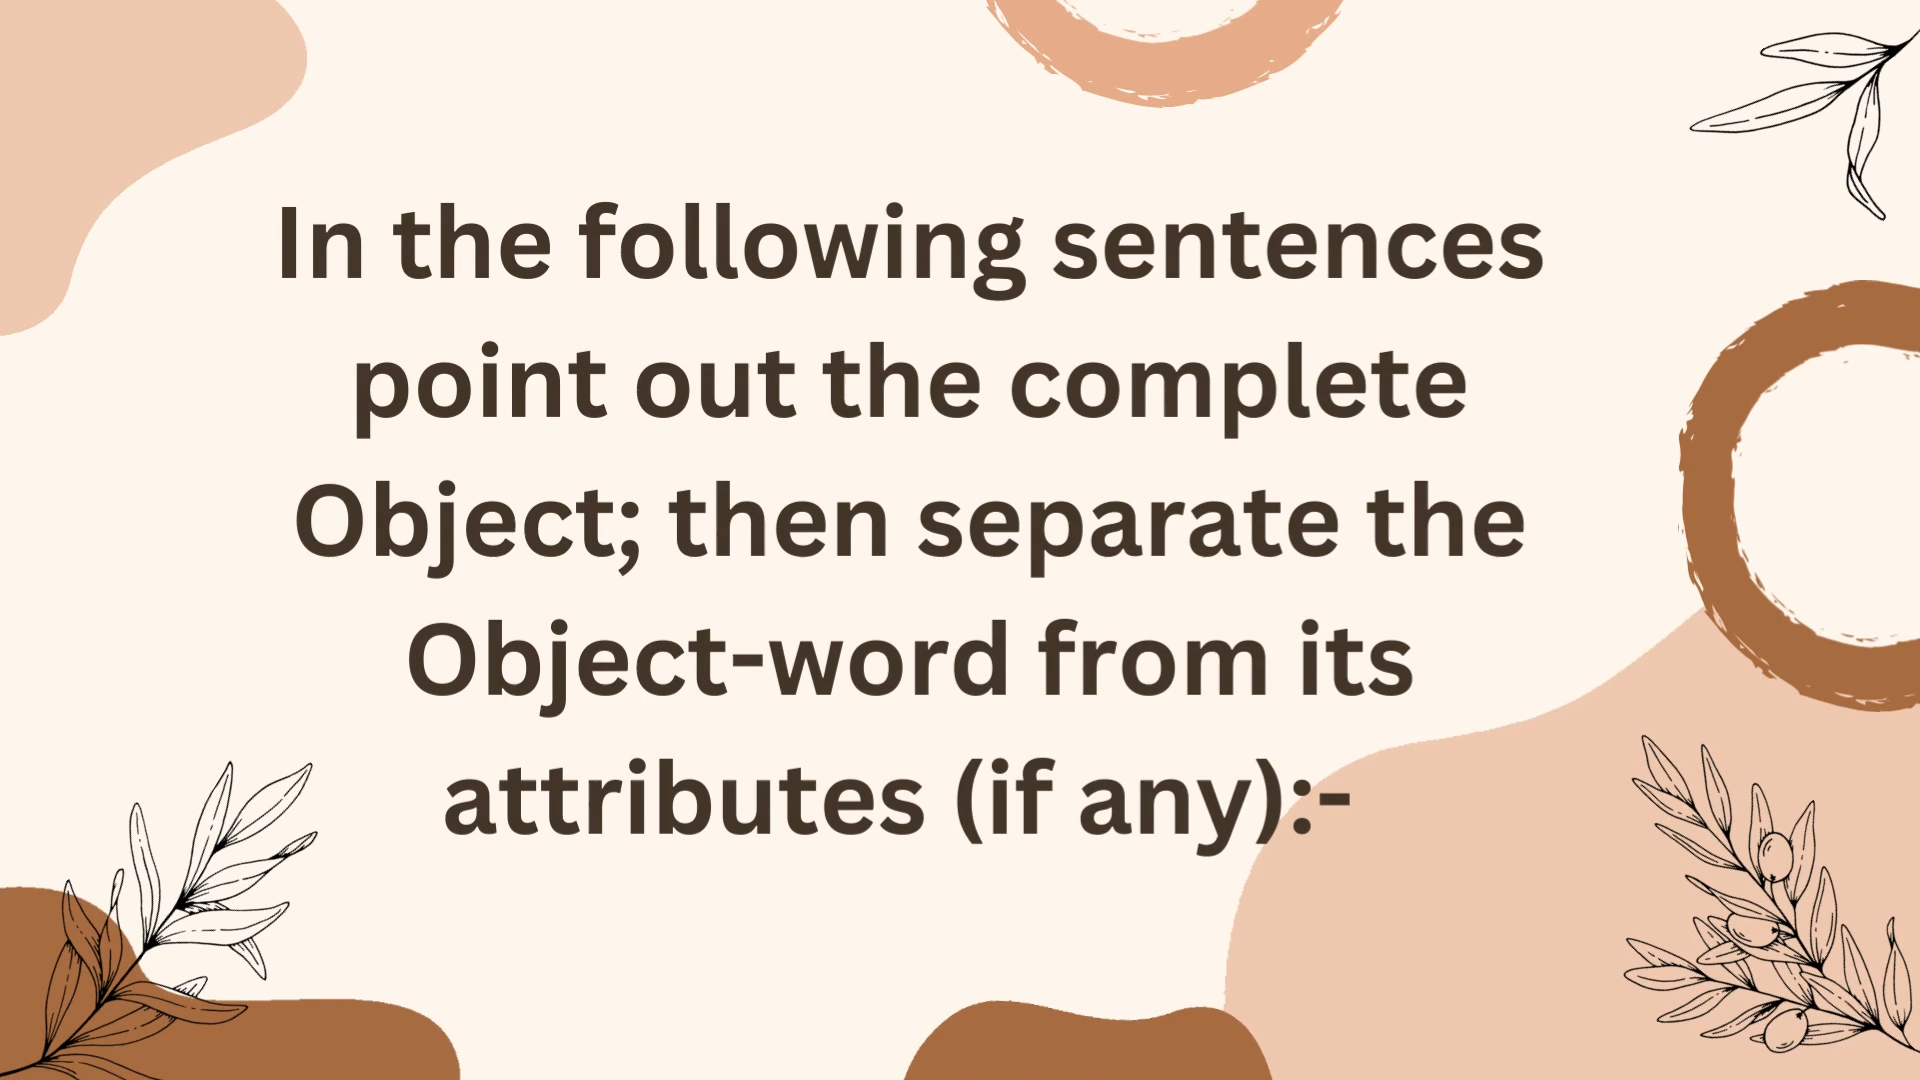 In the following sentences
point out the complete
Object; then separate the
Object-word from its
attributes (if any):-